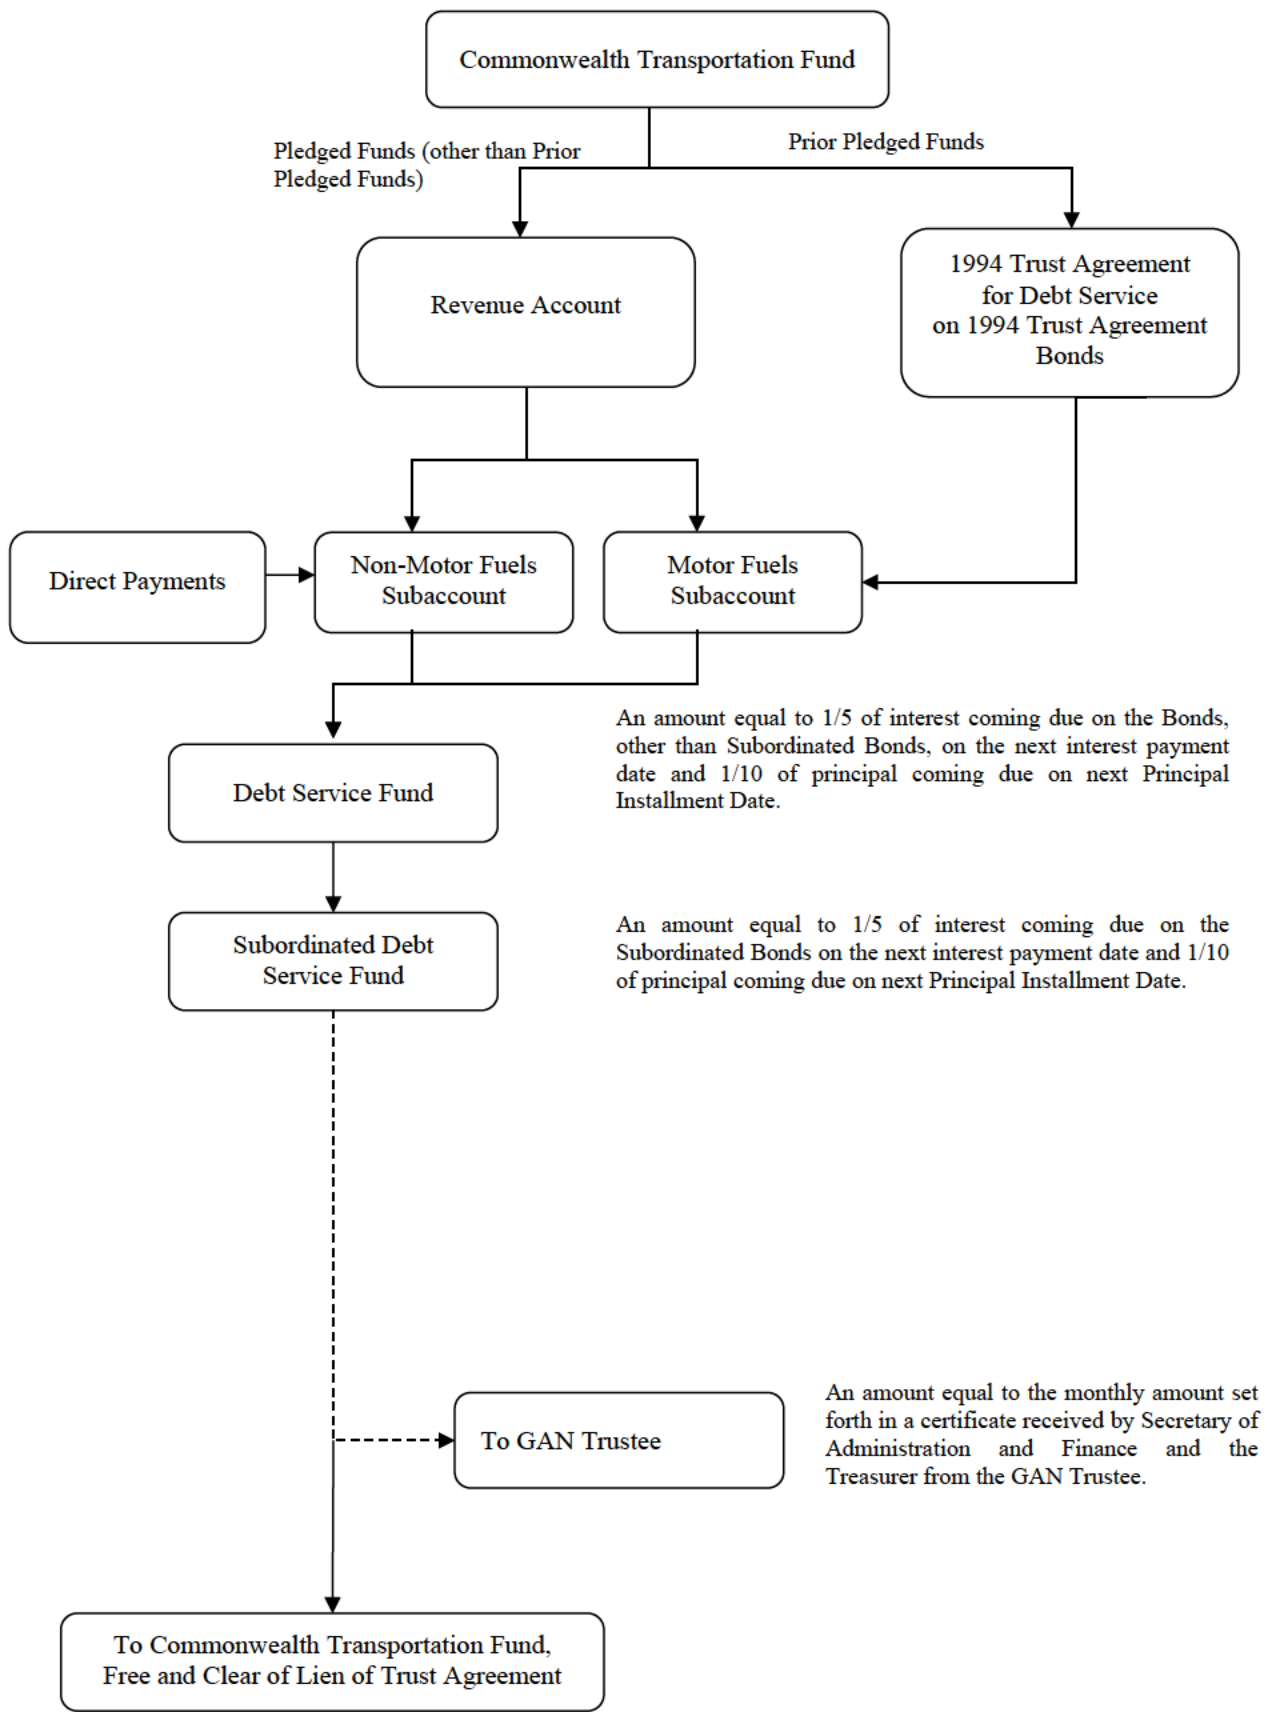 Commonwealth Transportation Fund
Pledged Funds (other than Prior
Pledged Funds)
Prior Pledged Funds
Revenue Account
1994 Trust Agreement
for Debt Service
on 1994 Trust Agreement
Bonds
Direct Payments
Non-Motor Fuels
Subaccount
Motor Fuels
Subaccount
An amount equal to 1/5 of interest coming due on the Bonds,
other than Subordinated Bonds, on the next interest payment
date and 1/10 of principal coming due on next Principal
Installment Date.
Debt Service Fund
Subordinated Debt
Service Fund
An amount equal to 1/5 of interest coming due on the
Subordinated Bonds on the next interest payment date and 1/10
of principal coming due on next Principal Installment Date.
To GAN Trustee
An amount equal to the monthly amount set
forth in a certificate received by Secretary of
Administration and Finance and the
Treasurer from the GAN Trustee.
To Commonwealth Transportation Fund,
Free and Clear of Lien of Trust Agreement